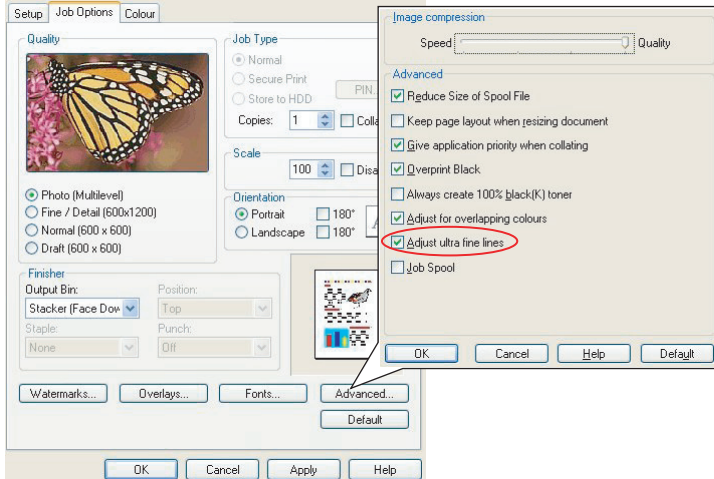 Setup Job Options Colour
Quality
Photo (Multilevel)
Fine / Detail (600x1200)
Normal (600 x 600)
Draft (600 x 600)
Job Type
Normal
Secure Print
Store to HDD
PIN...
Copies: 1
Scale
100
Orientation
Portrait 180°
Landscape 180°
A
Finisher
Output Bin: Position:
Stacker (Face Dow Top
Staple: Punch:
None Off
Watermarks... Overlays... Fonts... Advanced...
Default
OK Cancel Apply Help
Image compression
Speed Quality
Advanced
Reduce Size of Spool File
Keep page layout when resizing document
Give application priority when collating
Overprint Black
Always create 100% black(K) toner
Adjust for overlapping colours
Adjust ultra fine lines
Job Spool
OK Cancel Help Default